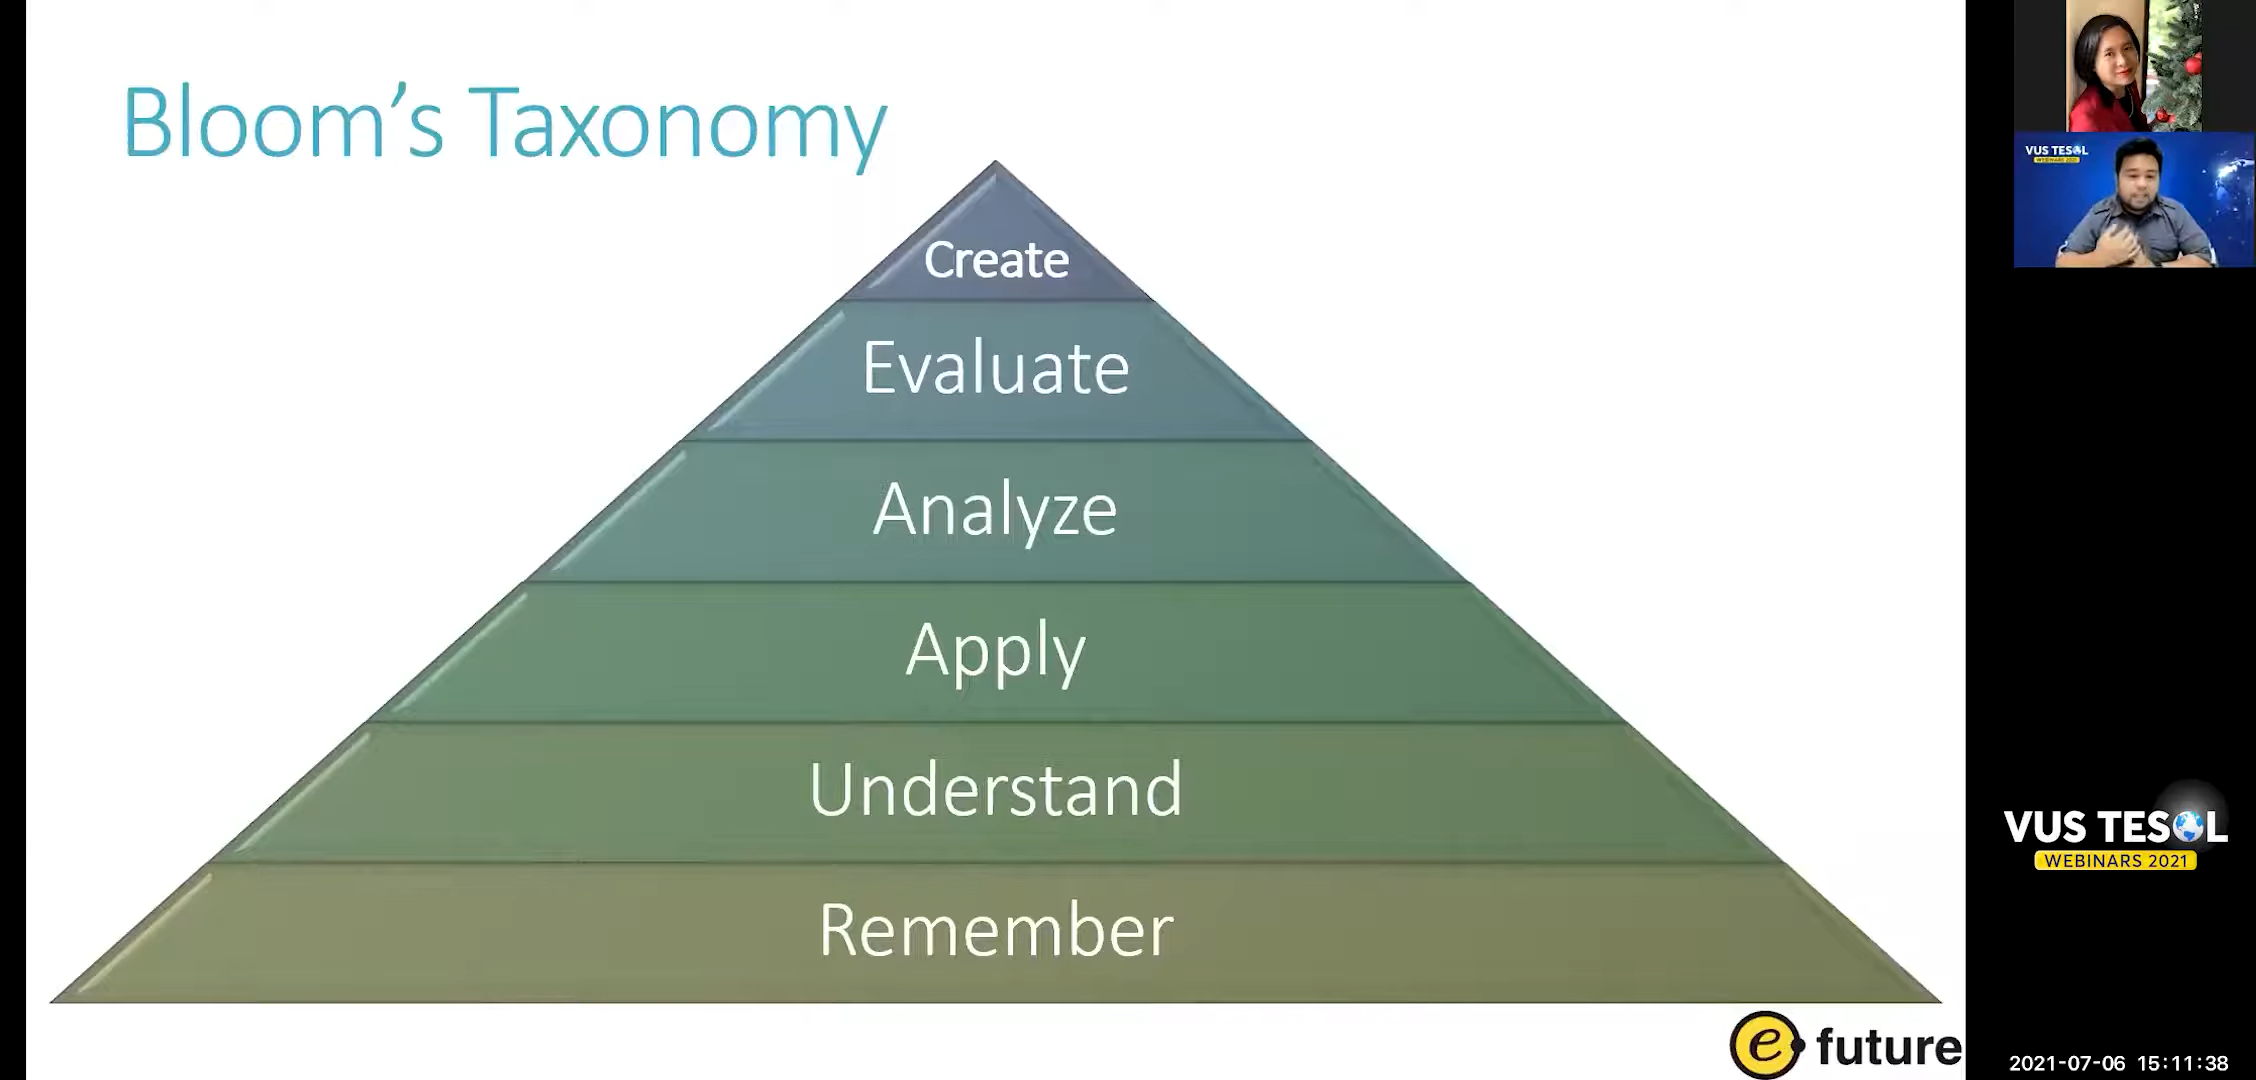 Bloom's Taxonomy
Create
Evaluate
Analyze
Apply
Understand
Remember
e future
VUS TESOL
WEBINARS 2021
VUS TESOL
WEBINARS 2021
2021-07-06 15:11:38